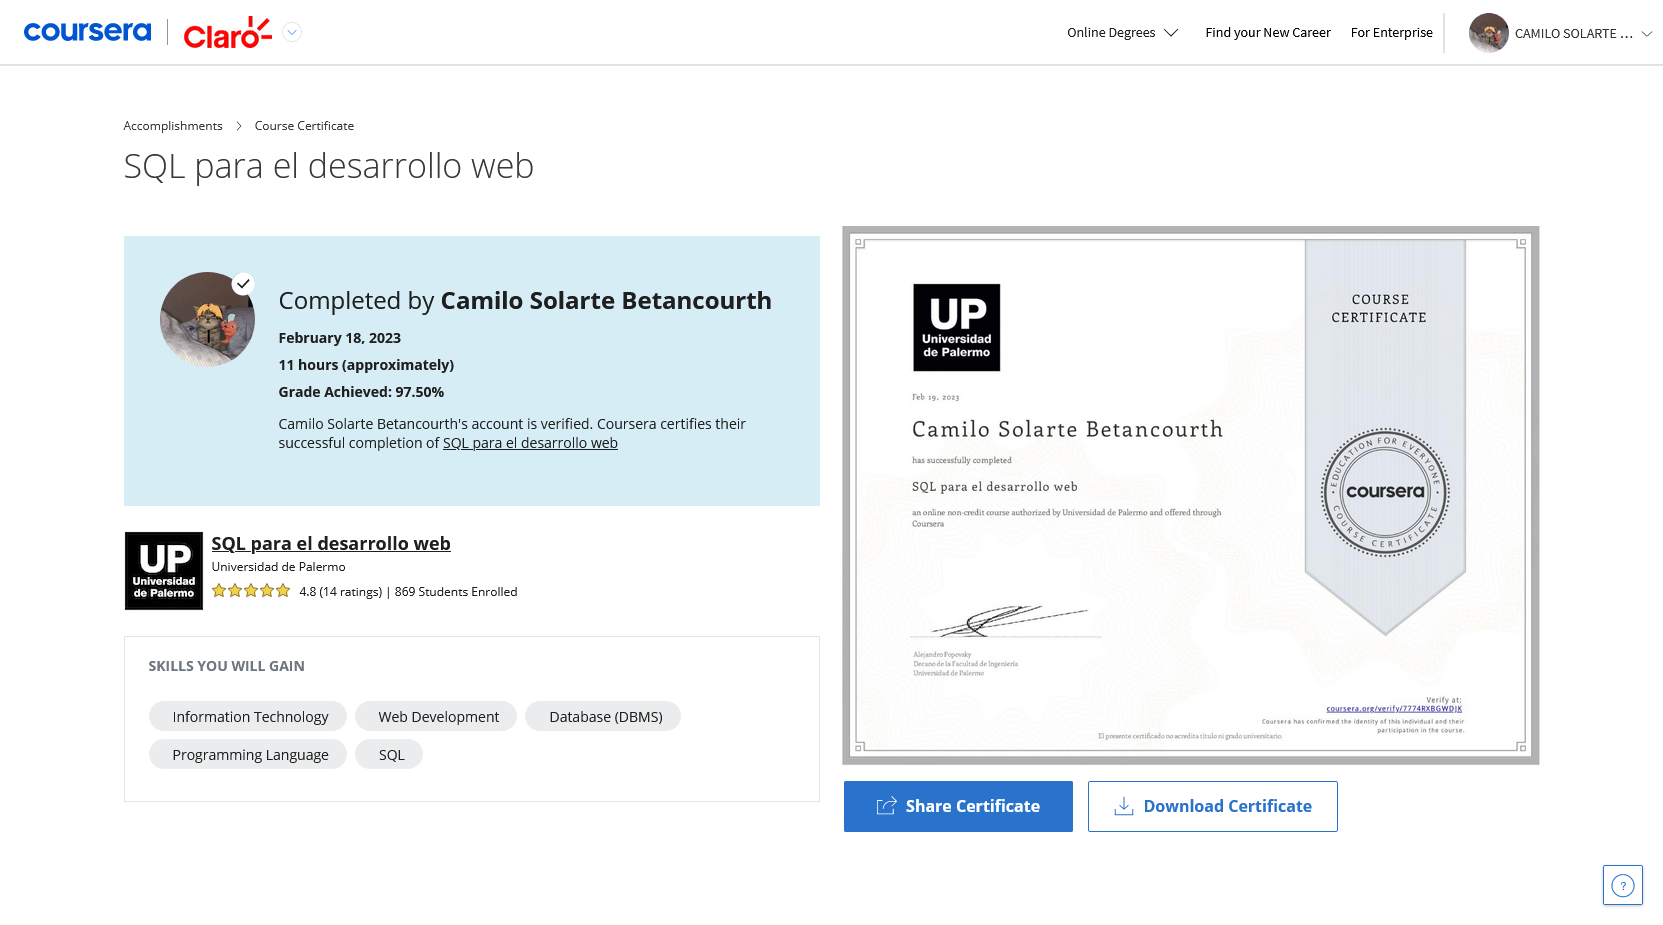 coursera
Claro
Online Degrees
Find your New Career
For Enterprise
CAMILO SOLARTE ...
Accomplishments
Course Certificate
SQL para el desarrollo web
Completed by Camilo Solarte Betancourth
February 18, 2023
11 hours (approximately)
Grade Achieved: 97.50%
Camilo Solarte Betancourth's account is verified. Coursera certifies their
successful completion of SQL para el desarrollo web
UP
Universidad
de Palermo
SQL para el desarrollo web
Universidad de Palermo
4.8 (14 ratings) | 869 Students Enrolled
SKILLS YOU WILL GAIN
Information Technology
Web Development
Database (DBMS)
Programming Language
SQL
UP
Universidad
de Palermo
COURSE
CERTIFICATE
Feb 19, 2023
Camilo Solarte Betancourth
has successfully completed
SQL para el desarrollo web
an online non-credit course authorized by Universidad de Palermo and offered through
Coursera
EDUCATION FOR EVERYONE
coursera
COURSE CERTIFICATE
Alejandro Popovsky
Decano de la Facultad de Ingeniería
Universidad de Palermo
Verify at:
coursera.org/verify/7774RXBGWDJK
Coursera has confirmed the identity of this individual and their
participation in the course.
El presente certificado no acredita título ni grado universitario.
Share Certificate
Download Certificate
?